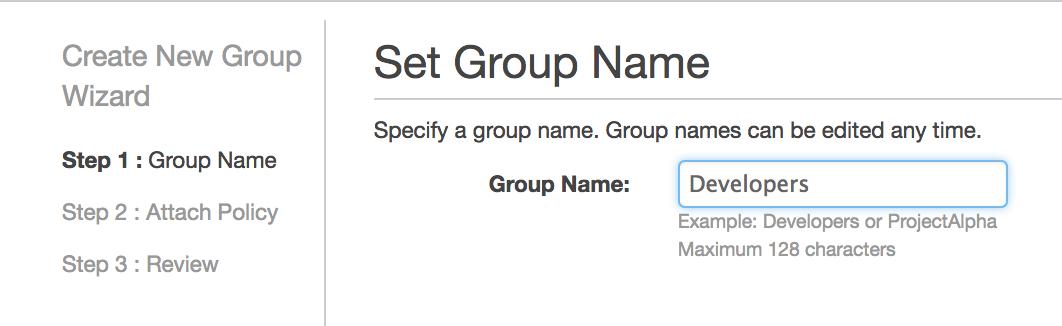 Create New Group
Wizard
Step 1 : Group Name
Step 2 : Attach Policy
Step 3 : Review
Set Group Name
Specify a group name. Group names can be edited any time.
Group Name: Developers
Example: Developers or ProjectAlpha
Maximum 128 characters